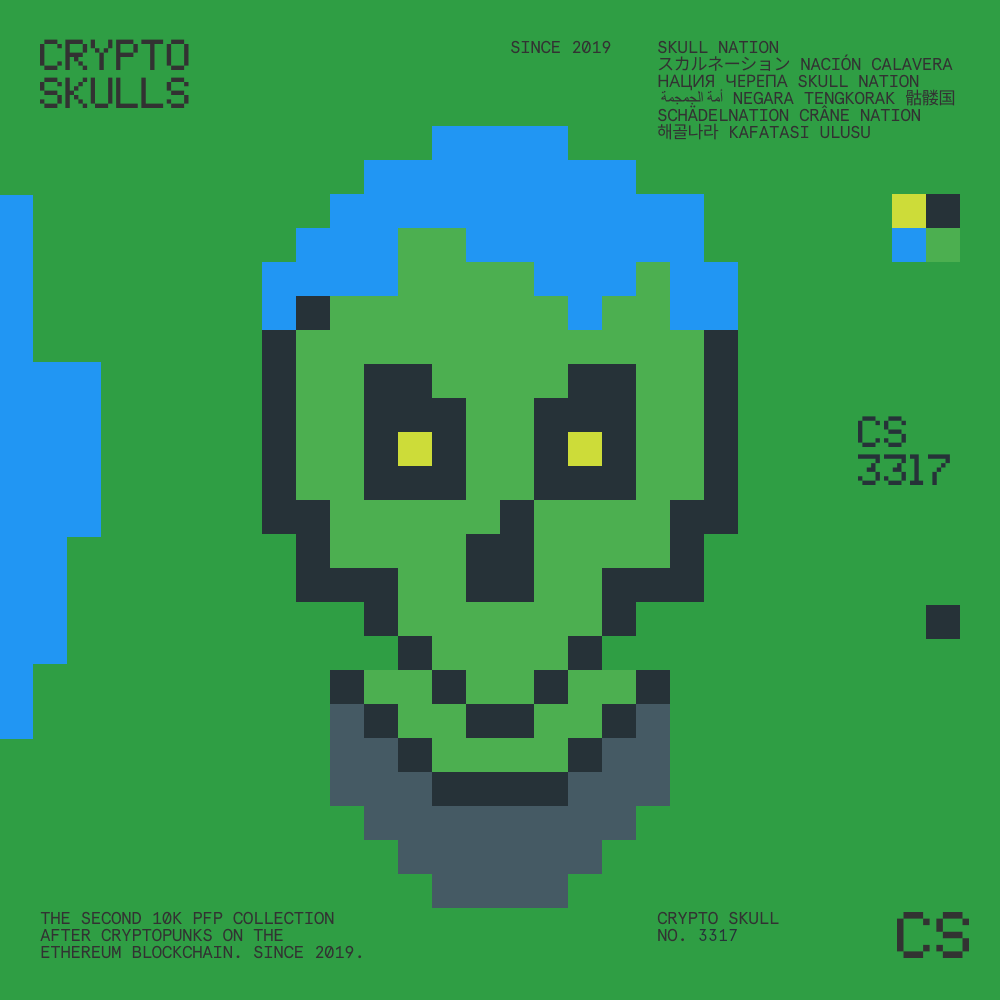 CRYPTO
SKULLS
SINCE 2019
SKULL NATION
スカルネーション NACIÓN CALAVERA
НАЦИЯ ЧЕРЕПА SKULL NATION
أمة الجمجمة NEGARA TENGKORAK 骷髅国
SCHÄDELNATION CRÂNE NATION
해골나라 KAFATASI ULUSU
CS
3317
THE SECOND 10K PFP COLLECTION
AFTER CRYPTOPUNKS ON THE
ETHEREUM BLOCKCHAIN. SINCE 2019.
CRYPTO SKULL
NO. 3317
CS